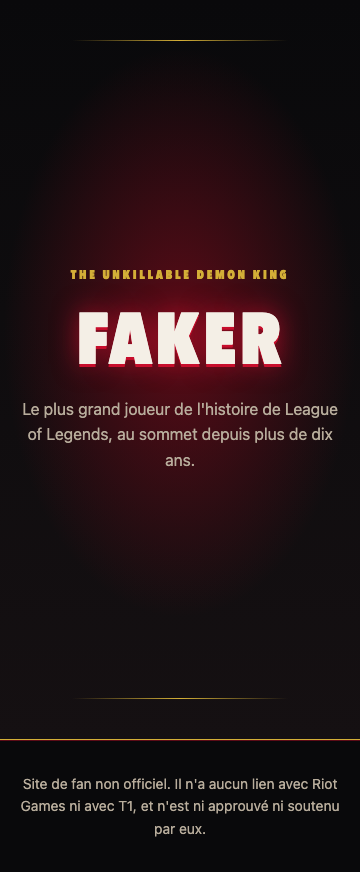 THE UNKILLABLE DEMON KING
FAKER
Le plus grand joueur de l'histoire de League
of Legends, au sommet depuis plus de dix
ans.
Site de fan non officiel. Il n'a aucun lien avec Riot
Games ni avec T1, et n'est ni approuvé ni soutenu
par eux.